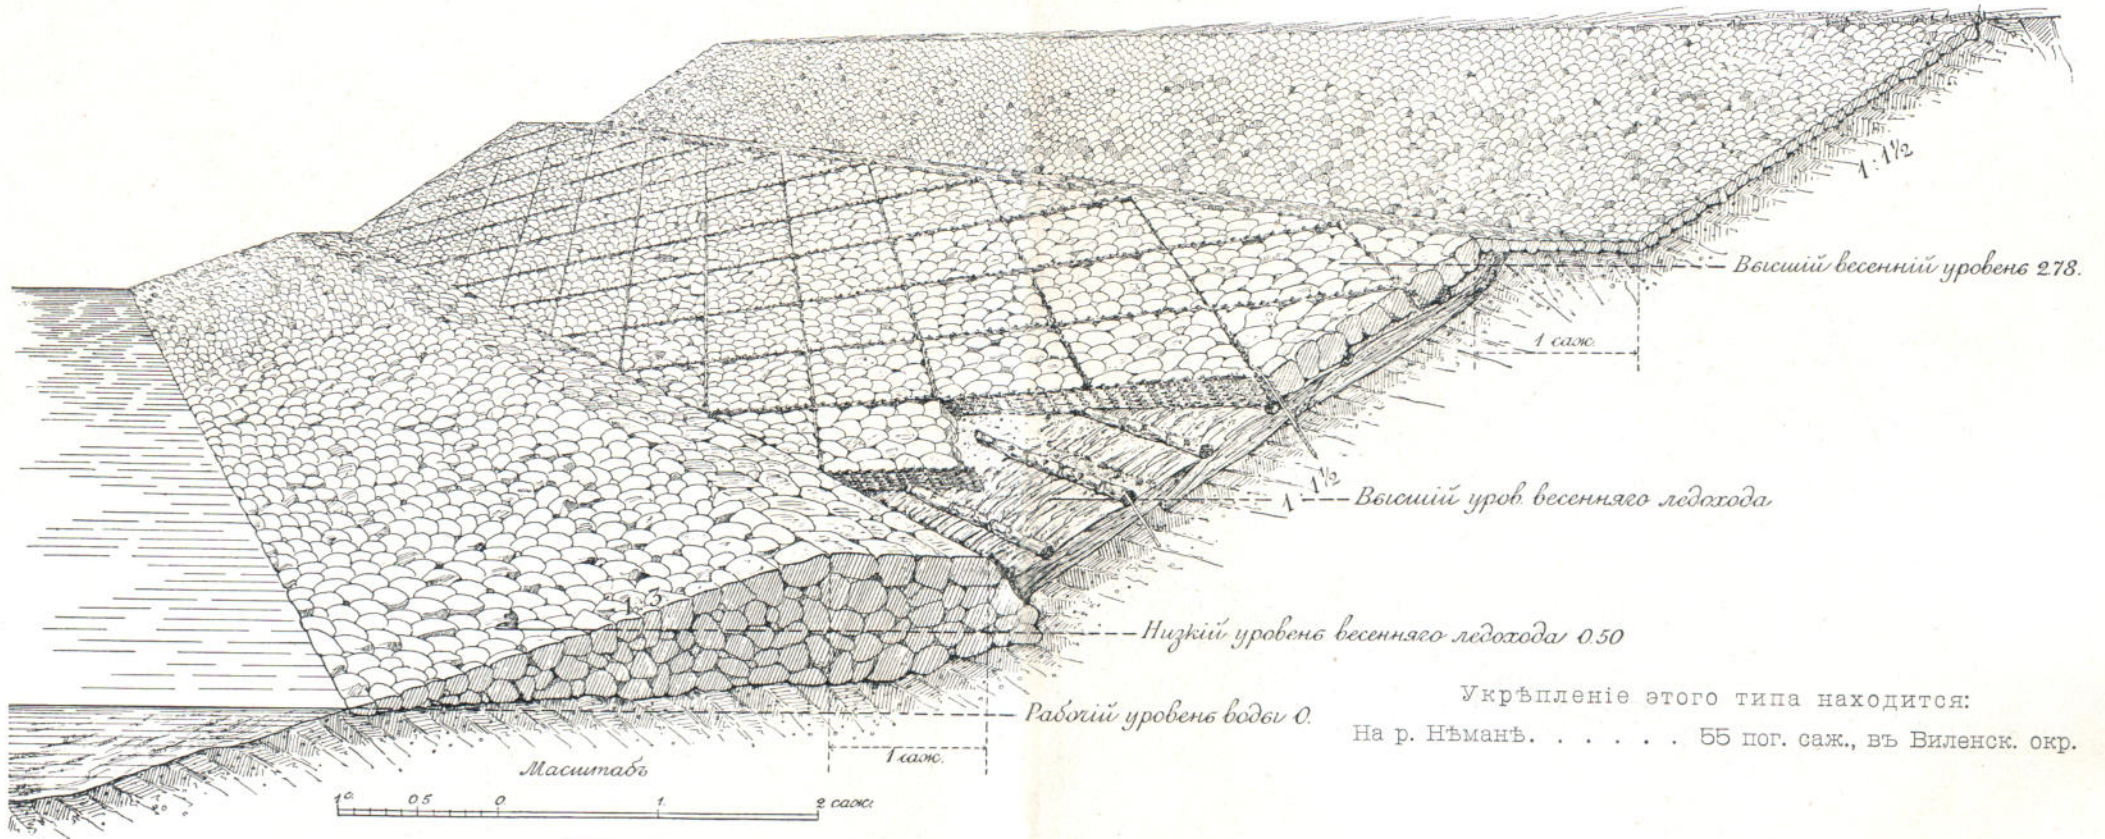 1 : 1½
Высшій весенній уровень 2.78.
1 саж.
1 : 1½
Высшій уров. весенняго ледохода
1:3
Низкій уровень весенняго ледохода 0.50
Рабочій уровень воды 0.
Укрѣпленіе этого типа находится:
На р. Нѣманѣ. . . . . . 55 пог. саж., въ Виленск. окр.
1 саж.
Масштабъ
1с. 0.5 0. 1. 2 саж.